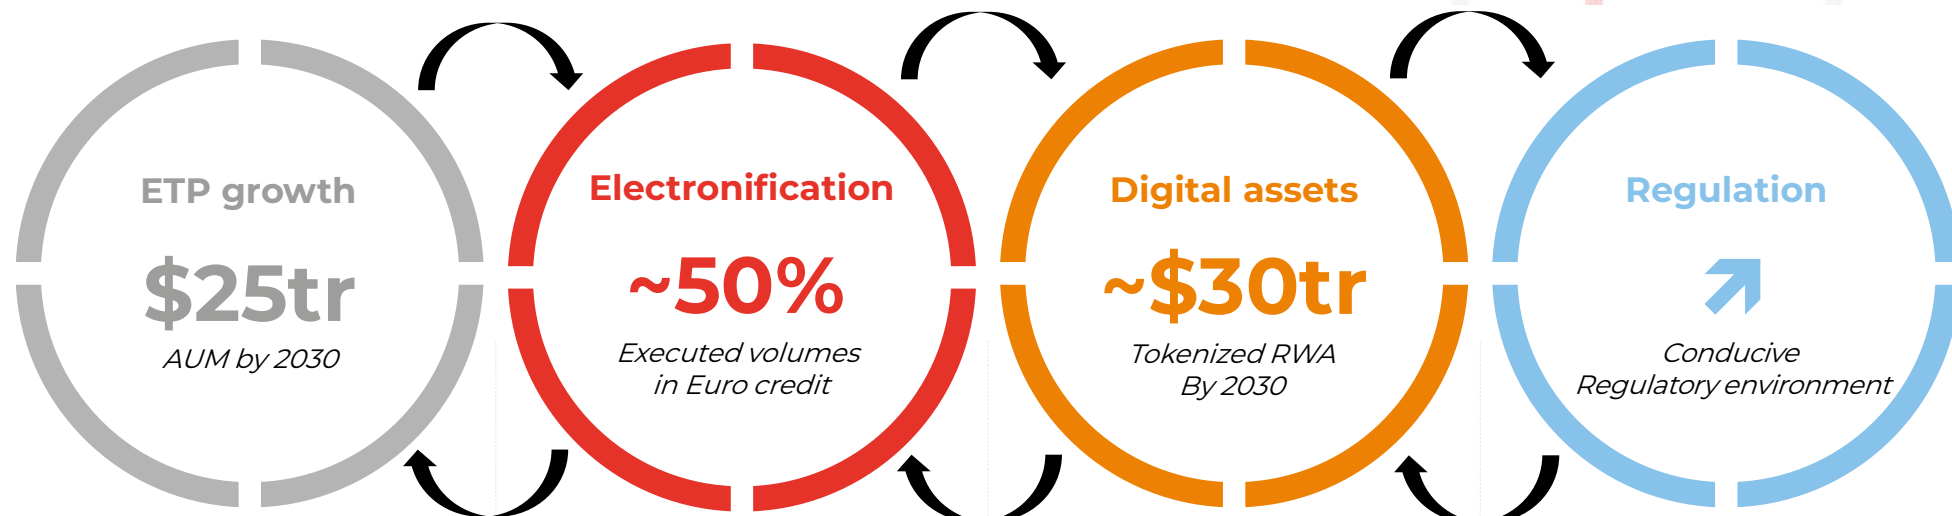 ETP growth
$25tr
AUM by 2030
Electronification
~50%
Executed volumes
in Euro credit
Digital assets
~$30tr
Tokenized RWA
By 2030
Regulation
Conducive
Regulatory environment